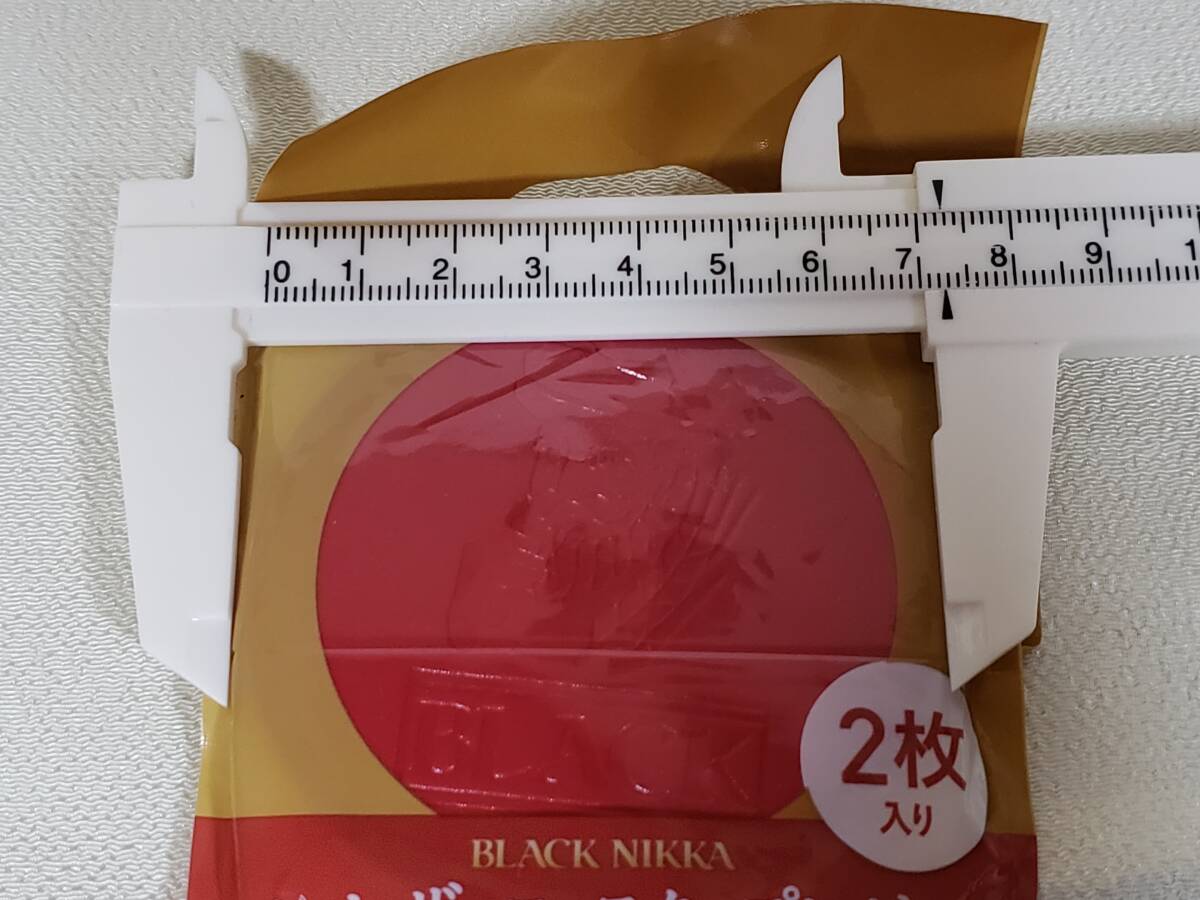 0 1 2 3 4 5 6 7 8 9 1
BLACK
2枚
入り
BLACK NIKKA